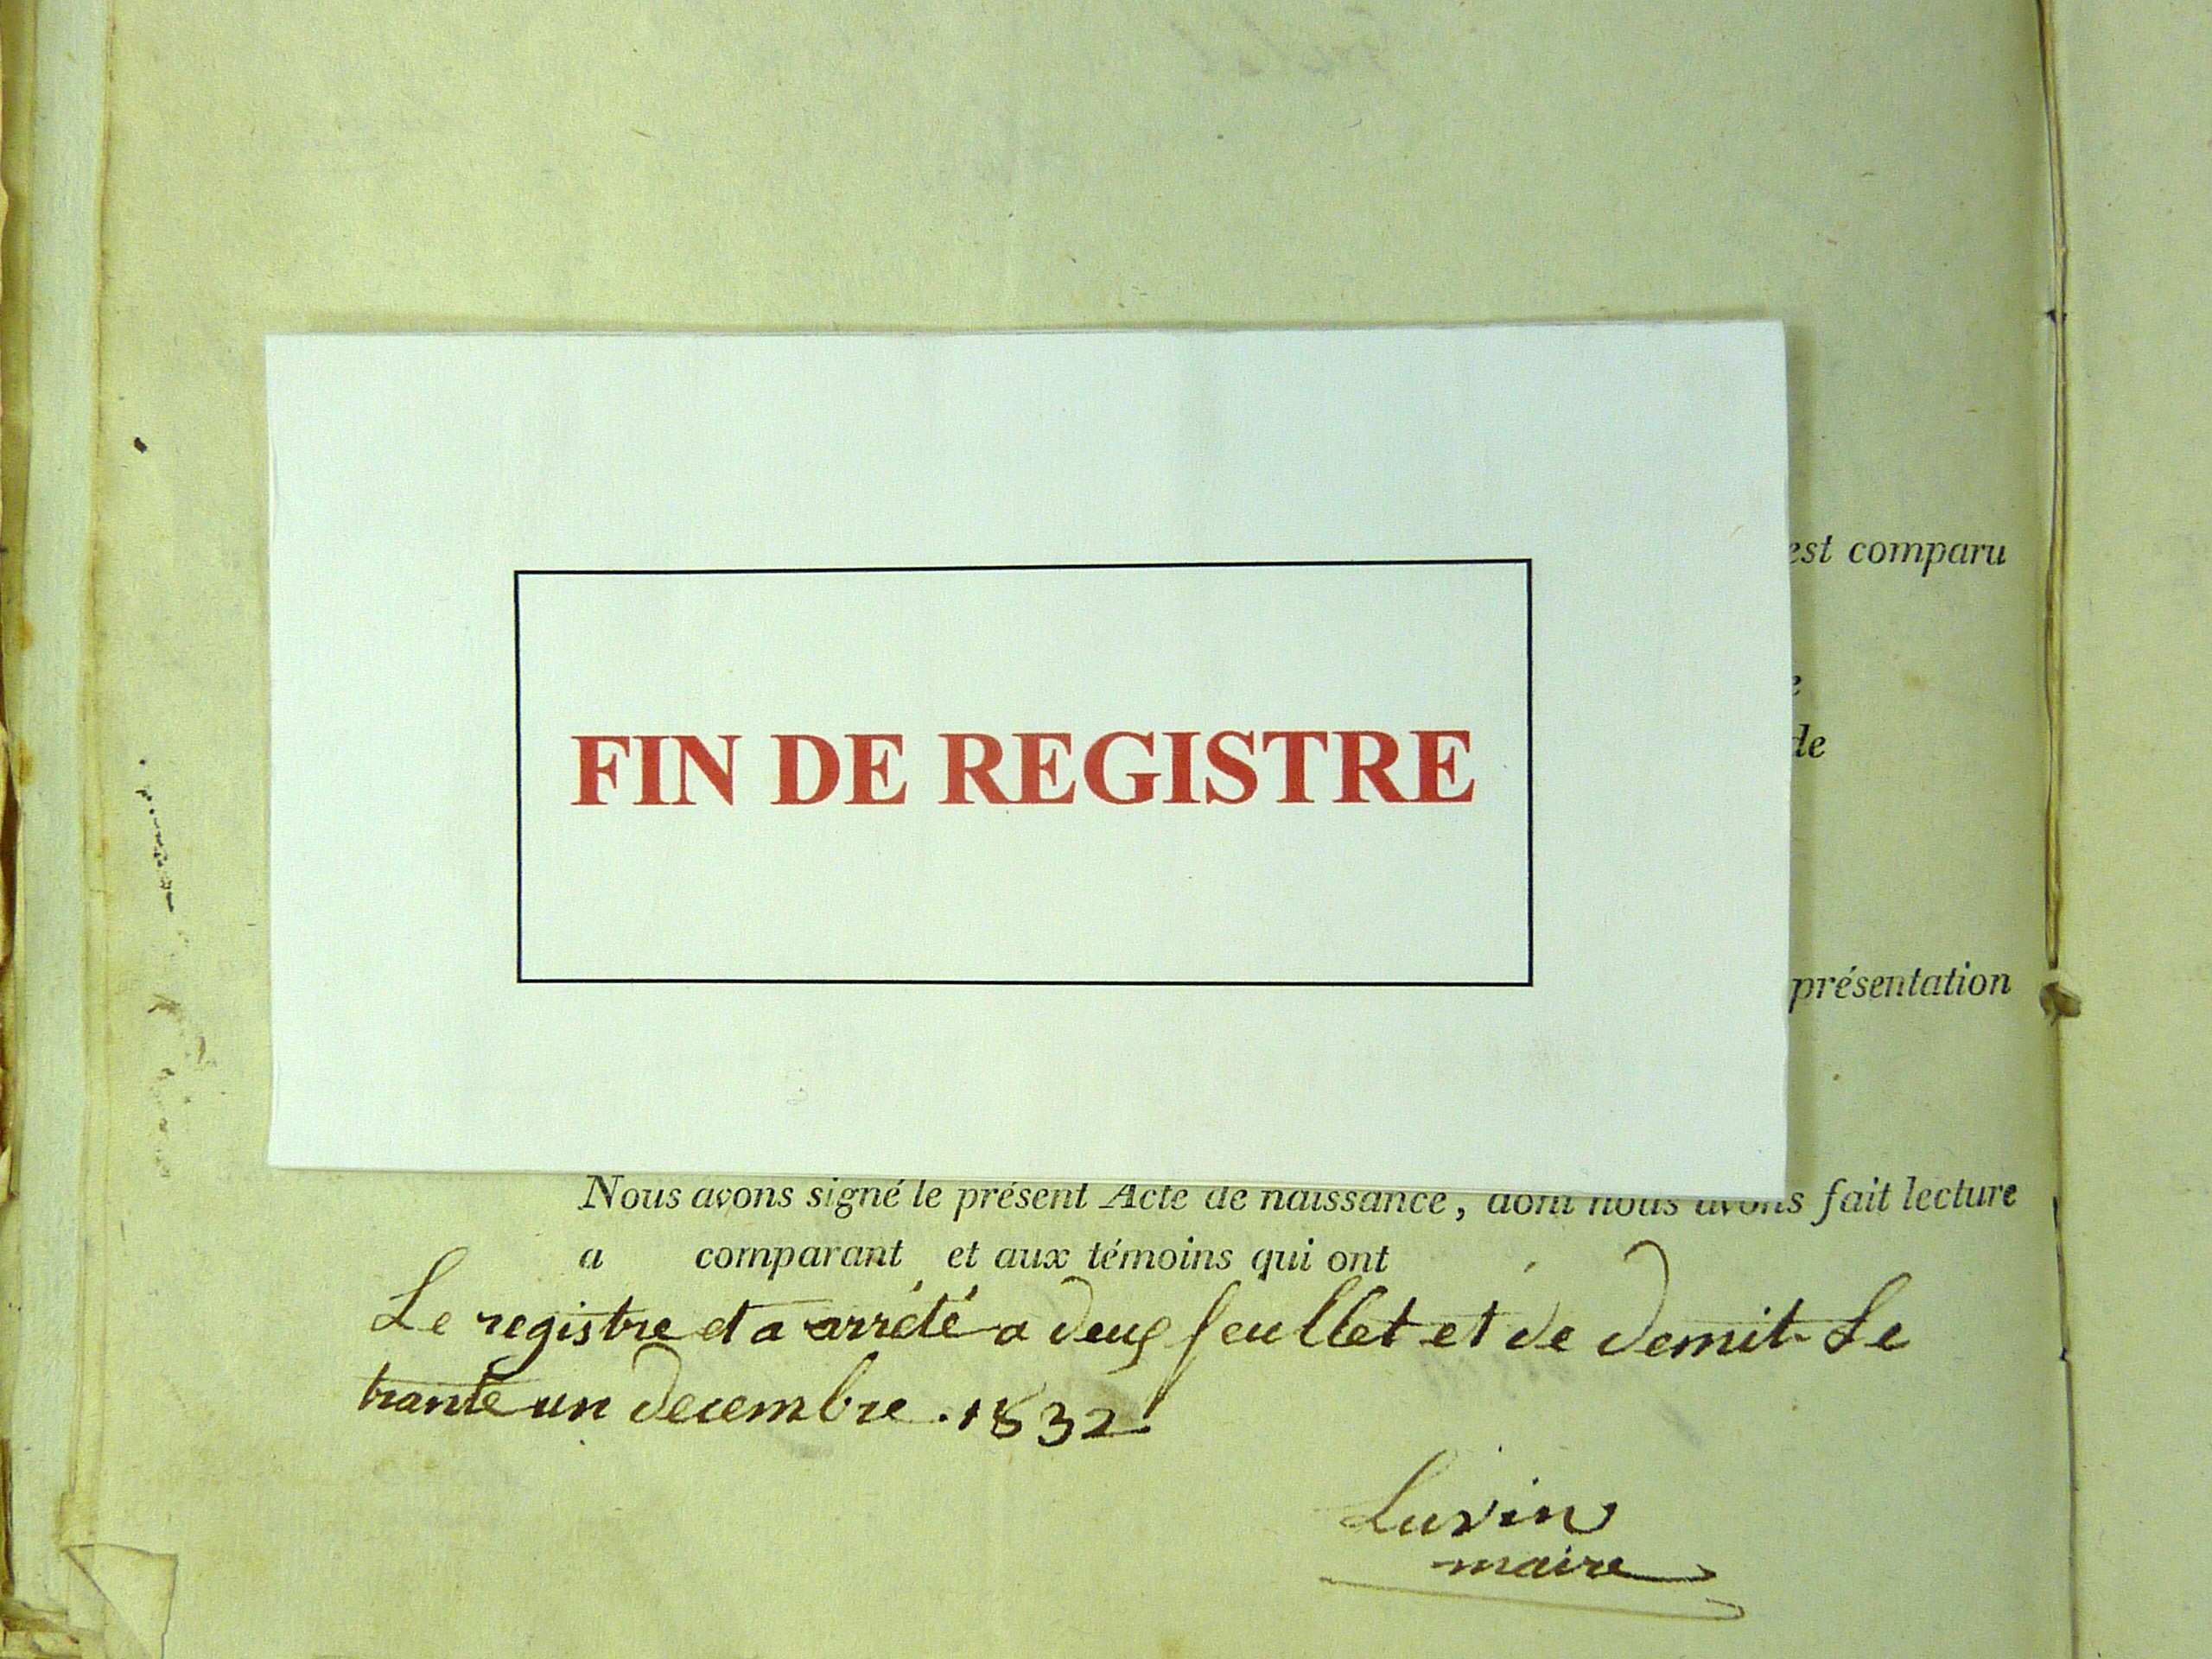 est comparu
de
FIN DE REGISTRE
présentation
Nous avons signé le présent Acte de naissance, dont nous avons fait lecture
a comparant et aux témoins qui ont
Le registre et a arrété a deux feullet et de demit Le
trante un decembre . 1832
Luvin
maire